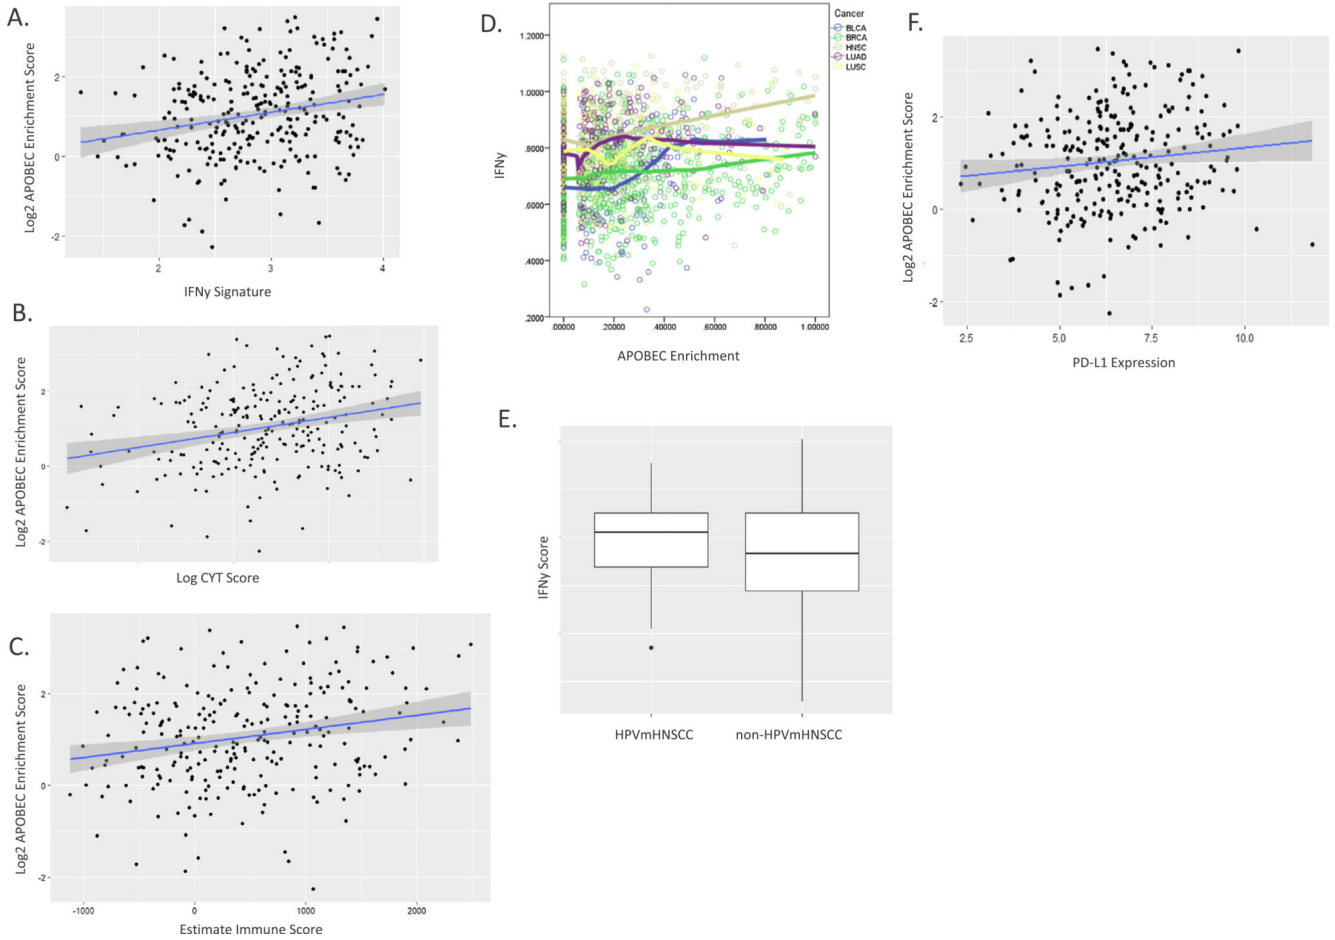 A.
Log2 APOBEC Enrichment Score
2
0
-2
2
3
4
IFNy Signature
B.
Log2 APOBEC Enrichment Score
2
0
-2
Log CYT Score
C.
Log2 APOBEC Enrichment Score
2
0
-2
-1000
0
1000
2000
Estimate Immune Score
D.
IFNy
1.2000
1.0000
.8000
.6000
.4000
.2000
.00000
.20000
.40000
.60000
.80000
1.00000
APOBEC Enrichment
Cancer
BLCA
BRCA
HNSC
LUAD
LUSC
E.
IFNy Score
HPVmHNSCC
non-HPVmHNSCC
F.
Log2 APOBEC Enrichment Score
2
0
-2
2.5
5.0
7.5
10.0
PD-L1 Expression